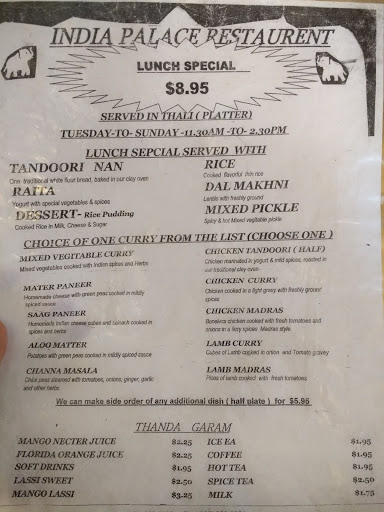 INDIA PALACE RESTAURENT
LUNCH SPECIAL
$8.95
SERVED IN THALI ( PLATTER)
TUESDAY-TO- SUNDAY -11.30AM -TO- 2.30PM
LUNCH SEPCIAL SERVED WITH
TANDOORI NAN
One traditional white flour bread, baked in our clay oven
RAITA
Yogurt with special vegetables & spices
DESSERT- Rice Pudding
Cooked Rice in Milk, Cheese & Sugar
RICE
Cooked flavorful thin rice
DAL MAKHNI
Lentils with freshly ground
MIXED PICKLE
Spicy & hot Mixed vegitable pickle
CHOICE OF ONE CURRY FROM THE LIST(CHOOSE ONE )
MIXED VEGITABLE CURRY
Mixed vegetables cooked with Indian spices and Herbs
MATER PANEER
Homemade cheese with green peas cooked in mildly
spiced sauce
SAAG PANEER
Homemade Indian cheese cubes and spinach cooked in
spices and herbs
ALOO MATTER
Potatoes with green peas cooked in mildly spiced sauce
CHANNA MASALA
Chick peas steamed with tomatoes, onions, ginger, garlic
and other herbs
CHICKEN TANDOORI ( HALF)
Chicken marinated in yogurt & mild spices, roasted in
our traditional clay oven
CHICKEN CURRY
Chicken cooked in a light gravy with freshly ground
spices
CHICKEN MADRAS
Boneless chicken cooked with fresh tomatoes and
onions in a fiery spices Madras style.
LAMB CURRY
Cubes of Lamb cooked in onion and Tomato gravey
LAMB MADRAS
of lamb cooked with fresh tomatoes
We can make side order of any additional dish ( half plate ) for $5.95
THANDA GARAM
MANGO NECTER JUICE $2.25
FLORIDA ORANGE JUICE $2.25
SOFT DRINKS $1.95
LASSI SWEET $2.50
MANGO LASSI $3.25
ICE EA $1.95
COFFEE $1.95
HOT TEA $1.95
SPICE TEA $2.50
MILK $1.75